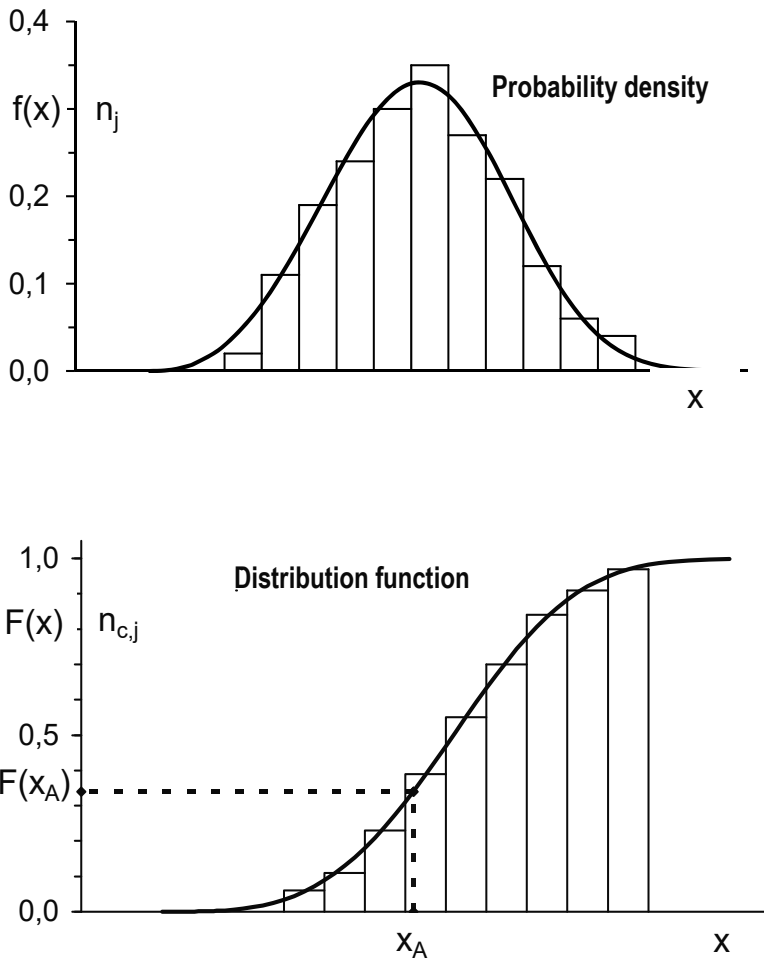 0,4
Probability density
f(x) n_j
0,2
0,1
0,0
x
1,0
Distribution function
F(x) n_c,j
0,5
F(x_A)
0,0
x_A x